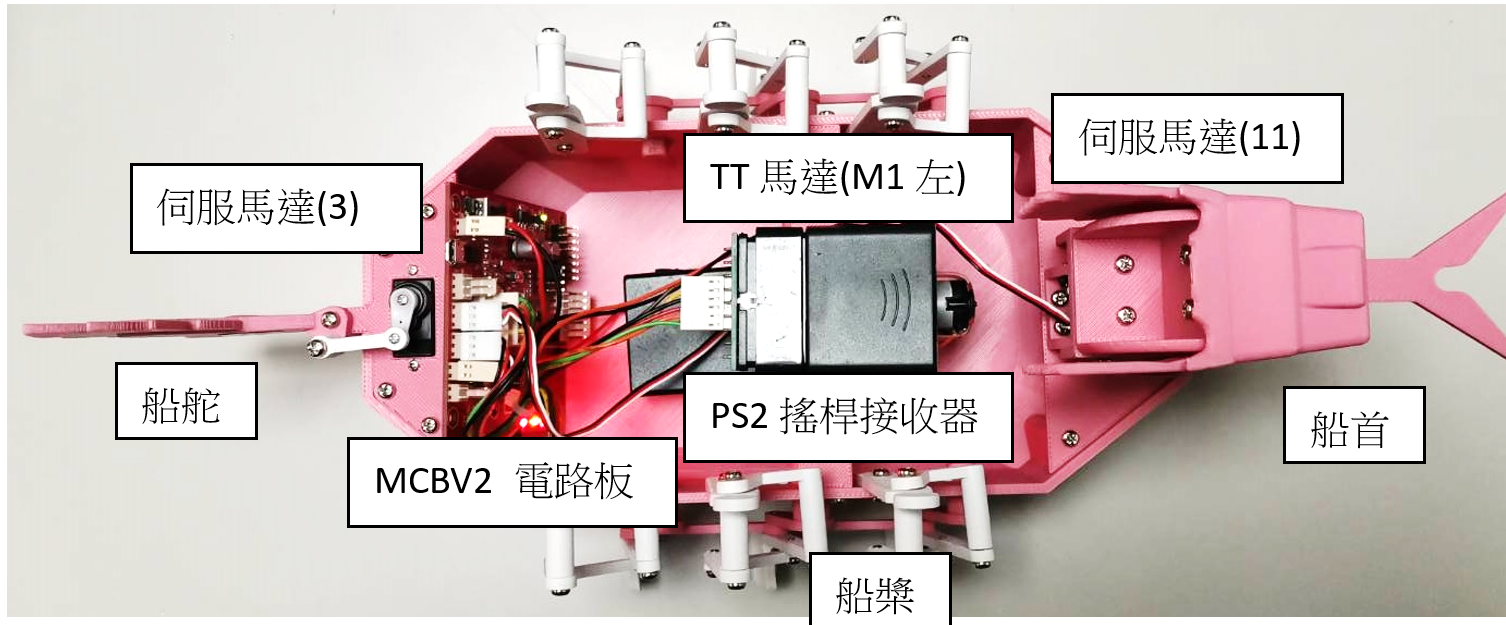 伺服馬達(11)
TT 馬達(M1 左)
伺服馬達(3)
船舵
PS2 搖桿接收器
船首
MCBV2 電路板
船槳